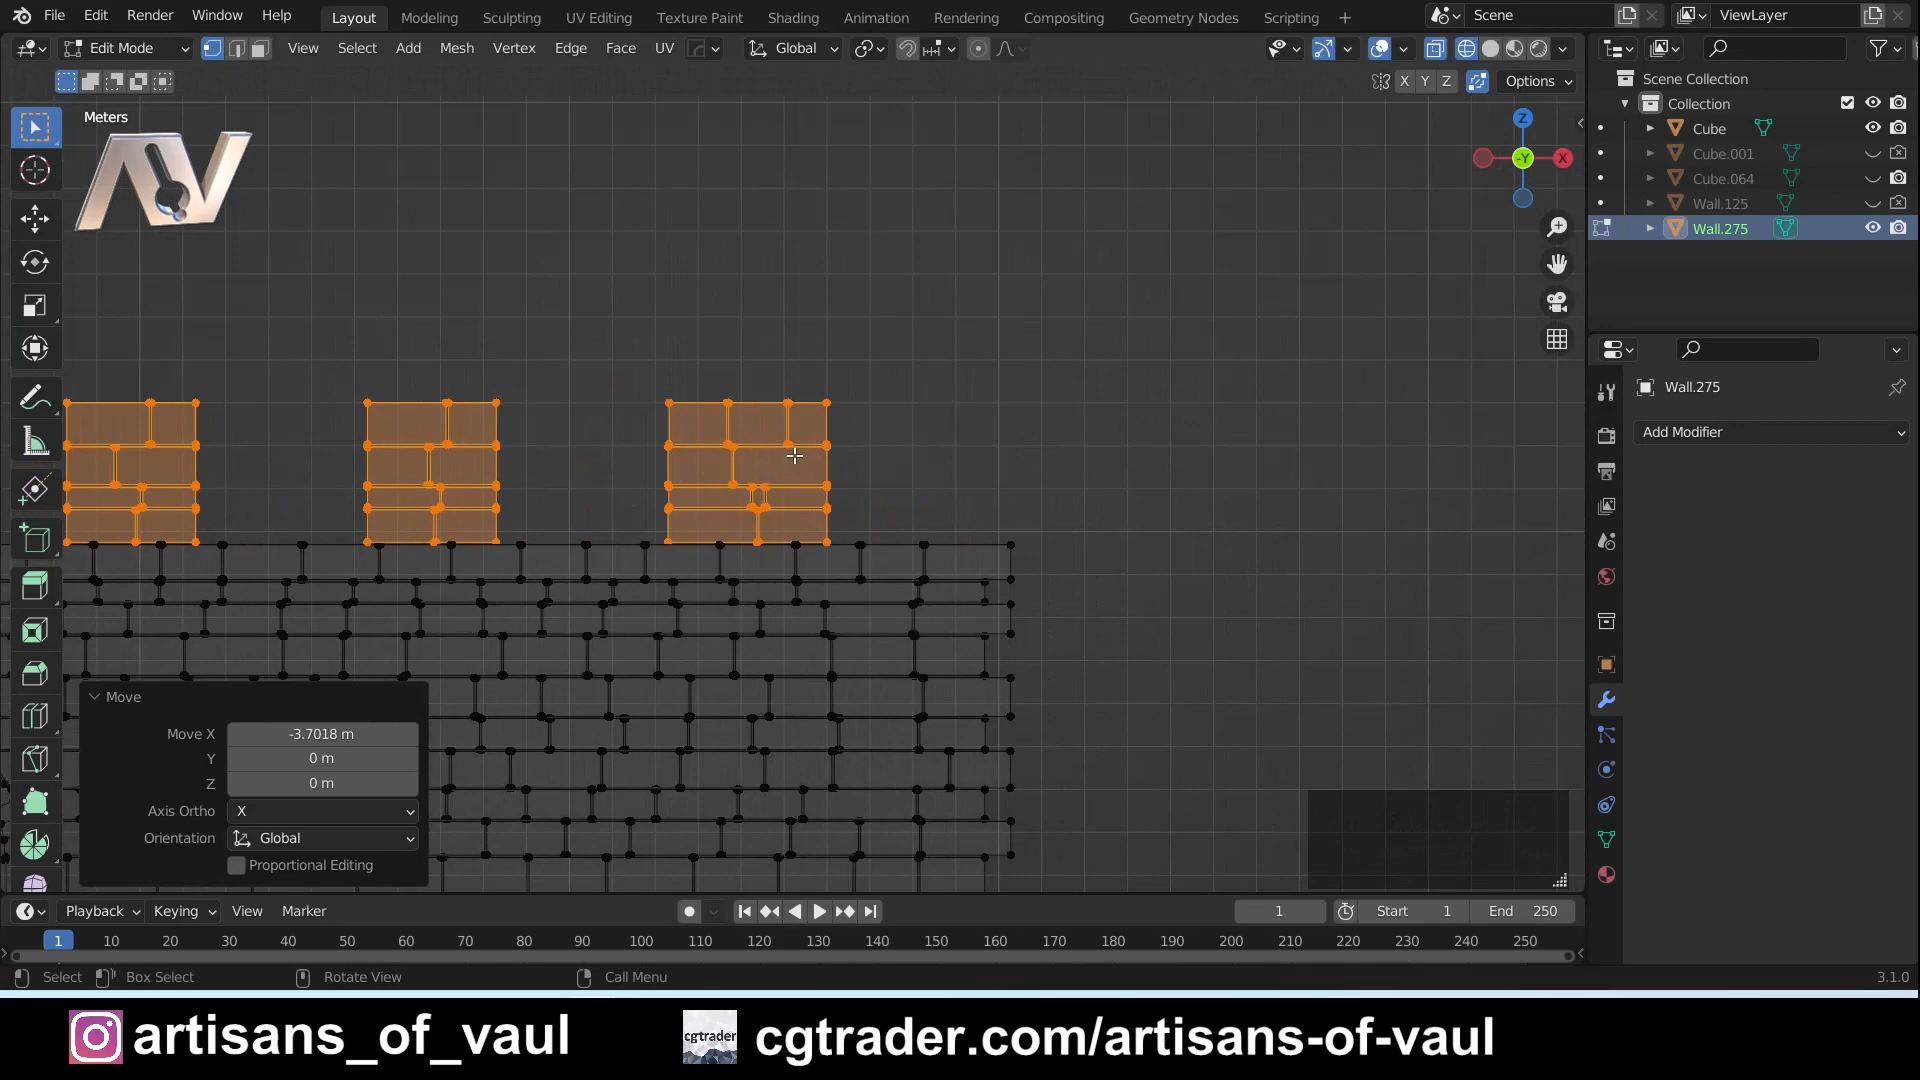 File Edit Render Window Help Layout Modeling Sculpting UV Editing Texture Paint Shading Animation Rendering Compositing Geometry Nodes Scripting + Scene ViewLayer
Edit Mode View Select Add Mesh Vertex Edge Face UV Global
X Y Z Options
Meters
AV
Z
-Y X
Scene Collection
Collection
Cube
Cube.001
Cube.064
Wall.125
Wall.275
Wall.275
Add Modifier
Move
Move X -3.7018 m
Y 0 m
Z 0 m
Axis Ortho X
Orientation Global
Proportional Editing
Playback Keying View Marker 1 Start 1 End 250
1 10 20 30 40 50 60 70 80 90 100 110 120 130 140 150 160 170 180 190 200 210 220 230 240 250
Select Box Select Rotate View Call Menu 3.1.0
artisans_of_vaul cgtrader cgtrader.com/artisans-of-vaul